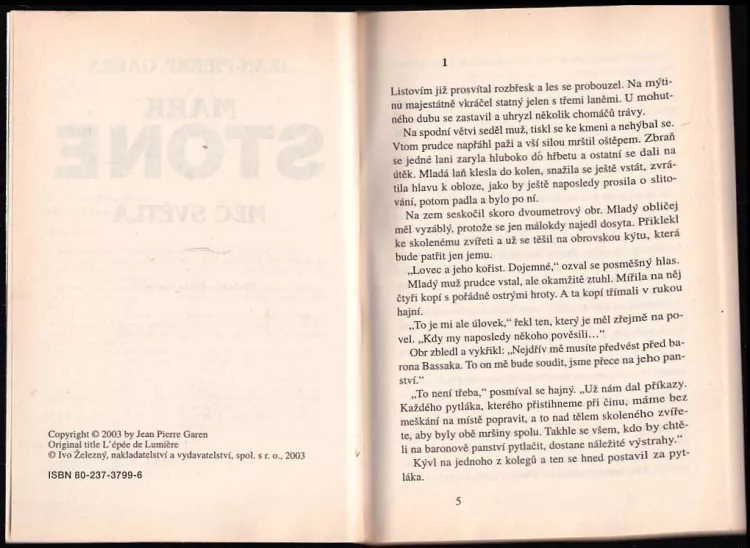 Copyright © 2003 by Jean Pierre Garen
Original title L'épée de Lumière
© Ivo Železný, nakladatelství a vydavatelství, spol. s r. o., 2003
ISBN 80-237-3799-6
1
Listovím již prosvítal rozbřesk a les se probouzel. Na mýti-
nu majestátně vkráčel statný jelen s třemi laněmi. U mohut-
ného dubu se zastavil a uhryzl několik chomáčů trávy.
Na spodní větvi seděl muž, tiskl se ke kmeni a nehýbal se.
Vtom prudce napřáhl paži a vší silou mrštil oštěpem. Zbraň
se jedné lani zaryla hluboko do hřbetu a ostatní se dali na
útěk. Mladá laň klesla do kolen, snažila se ještě vstát, zvrá-
tila hlavu k obloze, jako by ještě naposledy prosila o slito-
vání, potom padla a bylo po ní.
Na zem seskočil skoro dvoumetrový obr. Mladý obličej
měl vyzáblý, protože se jen málokdy najedl dosyta. Přiklekl
ke skolenému zvířeti a už se těšil na obrovskou kýtu, která
bude patřit jen jemu.
„Lovec a jeho kořist. Dojemné,“ ozval se posměšný hlas.
Mladý muž prudce vstal, ale okamžitě ztuhl. Mířila na něj
čtyři kopí s pořádně ostrými hroty. A ta kopí třímali v rukou
hajní.
„To je mi ale úlovek,“ řekl ten, který je měl zřejmě na po-
vel. „Kdy my naposledy někoho pověsili…“
Obr zbledl a vykřikl: „Nejdřív mě musíte předvést před ba-
rona Bassaka. To on mě bude soudit, jsme přece na jeho pan-
ství.“
„To není třeba,“ posmíval se hajný. „Už nám dal příkazy.
Každého pytláka, kterého přistihneme při činu, máme bez
meškání na místě popravit, a to nad tělem skoleného zvíře-
te, aby byly obě mršiny spolu. Takhle se všem, kdo by chtě-
li na baronově panství pytlačit, dostane náležité výstrahy.“
Kývl na jednoho z kolegů a ten se hned postavil za pyt-
láka.
5
JEAN-PIERRE GAREN
MARK
STONE
MEČ SVĚTLA